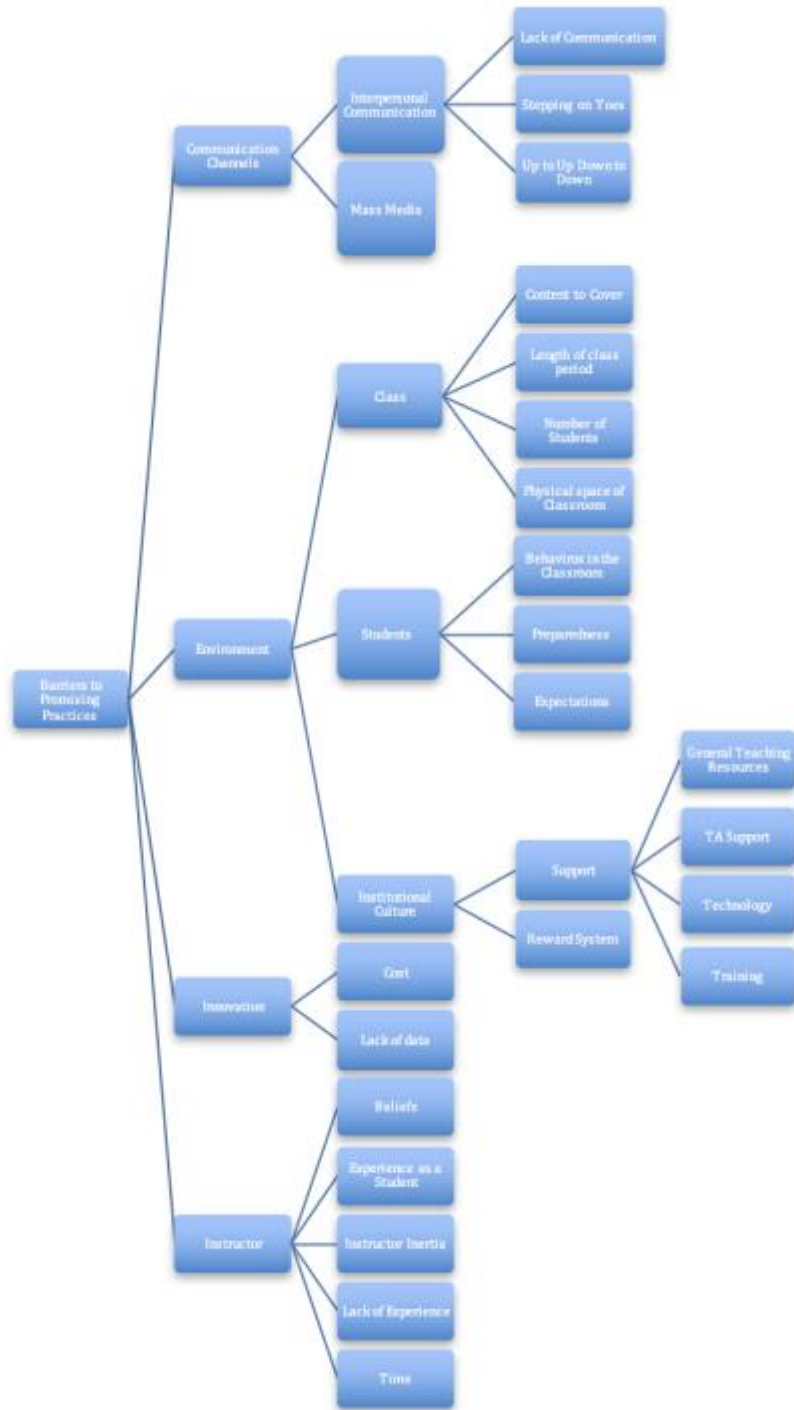 Lack of Communication
Interpersonal
Communication
Stepping on Toes
Communication
Channels
Up to Up Down to
Down
Mass Media
Content to Cover
Length of class
period
Class
Number of
Students
Physical space of
Classroom
Behavirus in the
Classroom
Students
Preparedness
Environment
Expectations
Barriers to
Promising
Practices
General Teaching
Resources
TA Support
Support
Institutional
Culture
Technology
Reward System
Training
Cost
Innovation
Lack of data
Beliefs
Experience as a
Student
Instructor
Instructor Inertia
Lack of Experience
Time